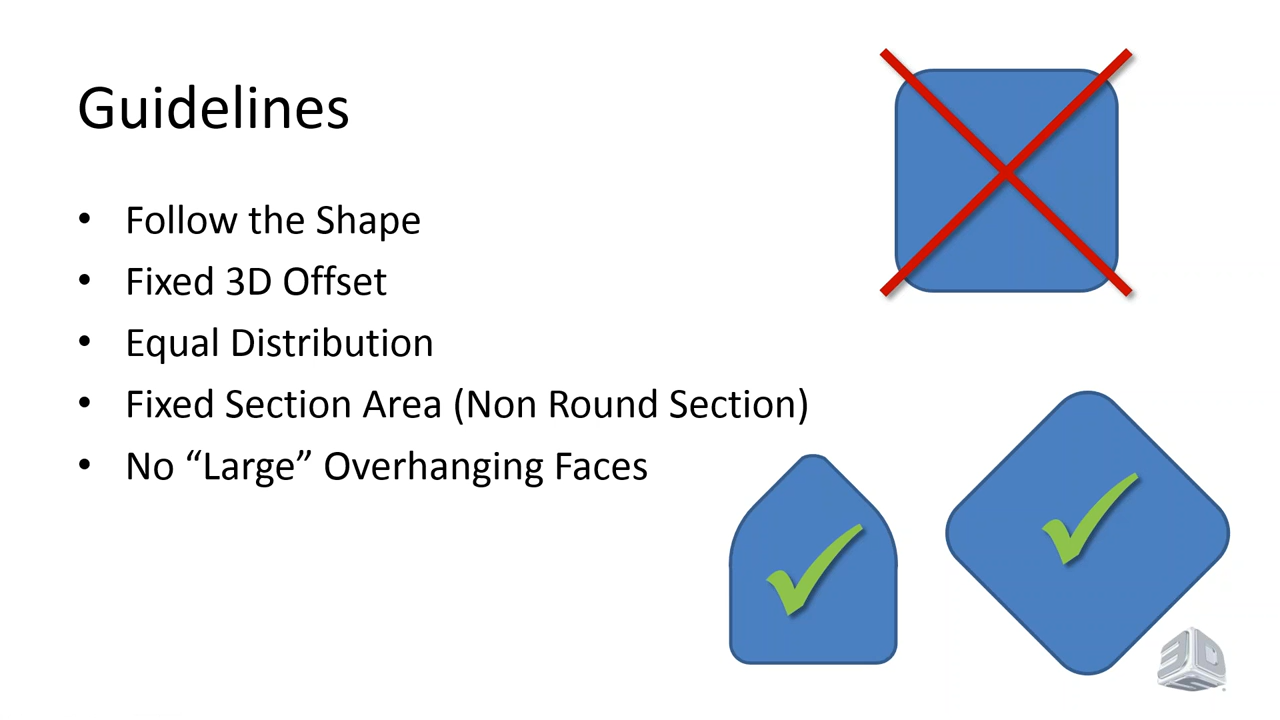 Guidelines
• Follow the Shape
• Fixed 3D Offset
• Equal Distribution
• Fixed Section Area (Non Round Section)
• No “Large” Overhanging Faces
3D
S